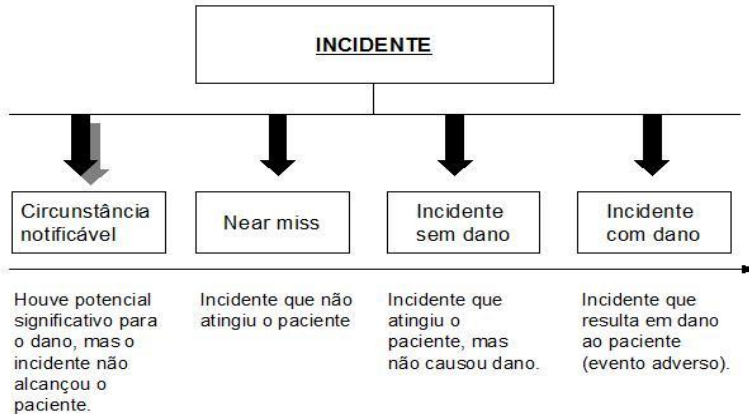 INCIDENTE
Circunstância
notificável
Near miss
Incidente
sem dano
Incidente
com dano
Houve potencial
significativo para
o dano, mas o
incidente não
alcançou o
paciente.
Incidente que não
atingiu o paciente
Incidente que
atingiu o
paciente, mas
não causou dano.
Incidente que
resulta em dano
ao paciente
(evento adverso).